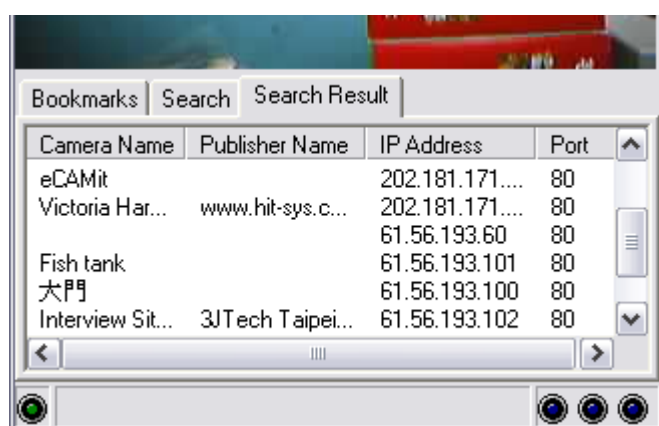 Bookmarks Search Search Result
Camera Name Publisher Name IP Address Port
eCAMit 202.181.171.... 80
Victoria Har... www.hit-sys.c... 202.181.171.... 80
61.56.193.60 80
Fish tank 61.56.193.101 80
大門 61.56.193.100 80
Interview Sit... 3JTech Taipei... 61.56.193.102 80